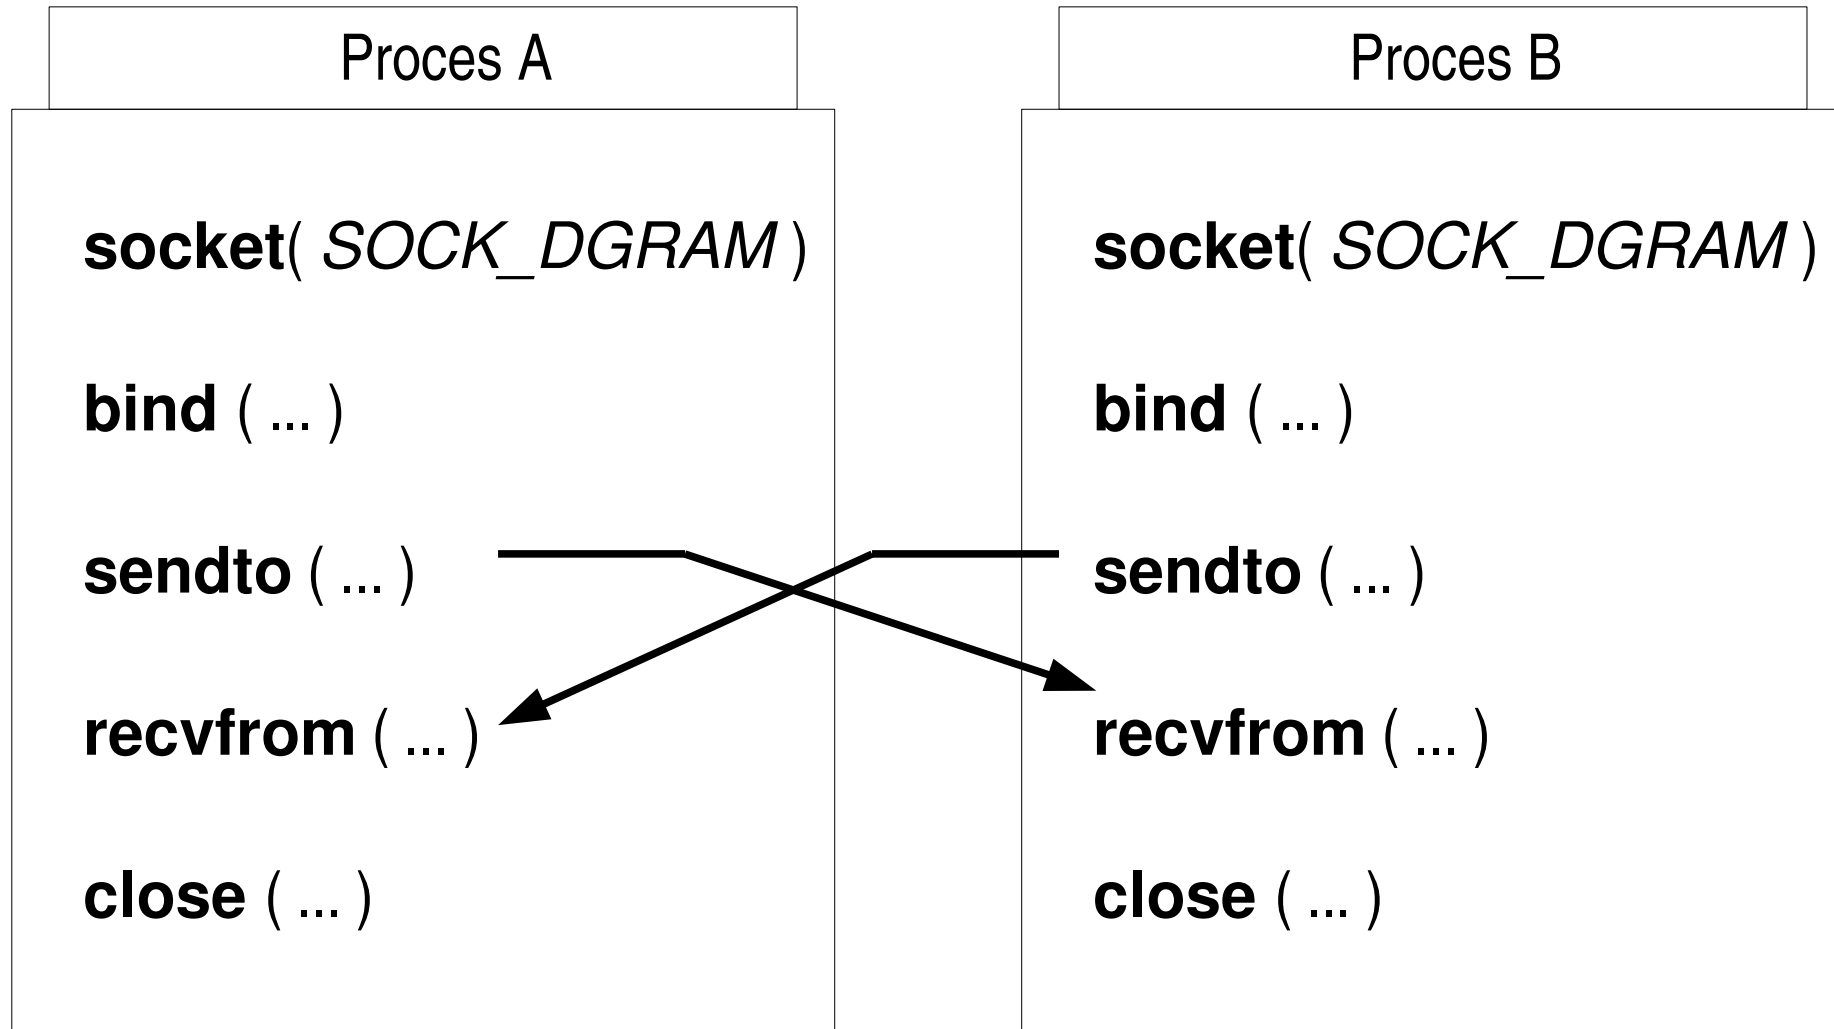 Proces A
socket( SOCK_DGRAM )
bind ( ... )
sendto ( ... )
recvfrom ( ... )
close ( ... )
Proces B
socket( SOCK_DGRAM )
bind ( ... )
sendto ( ... )
recvfrom ( ... )
close ( ... )